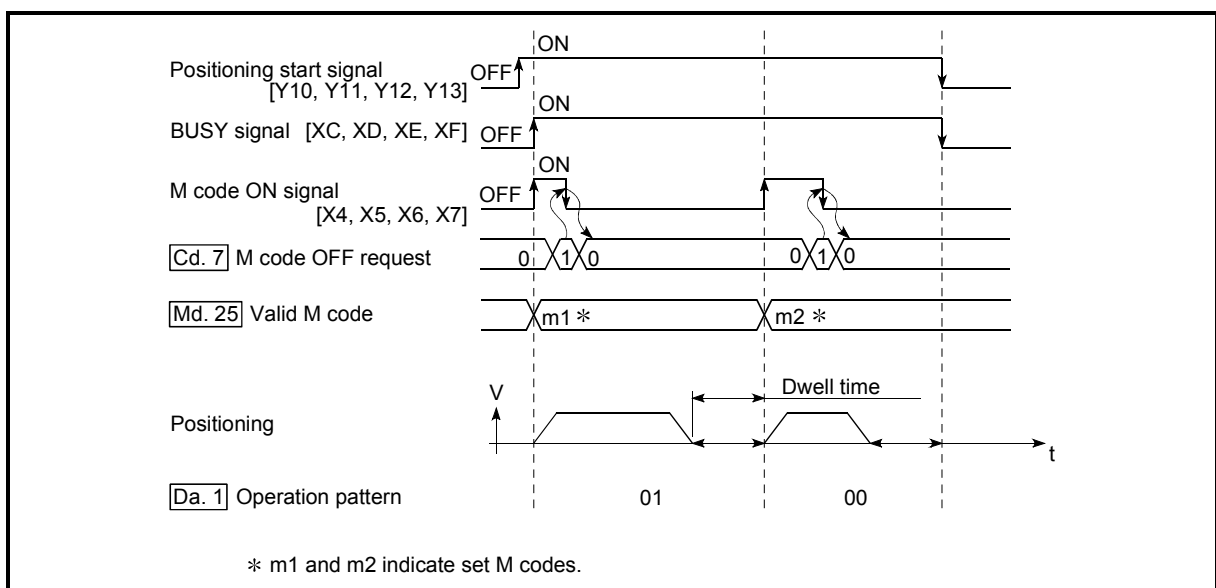 ON
Positioning start signal OFF
[Y10, Y11, Y12, Y13]
ON
BUSY signal [XC, XD, XE, XF] OFF
ON
M code ON signal OFF
[X4, X5, X6, X7]
Cd. 7 M code OFF request 0 1 0 0 1 0
Md. 25 Valid M code m1 * m2 *
V Dwell time
Positioning
t
Da. 1 Operation pattern 01 00
* m1 and m2 indicate set M codes.